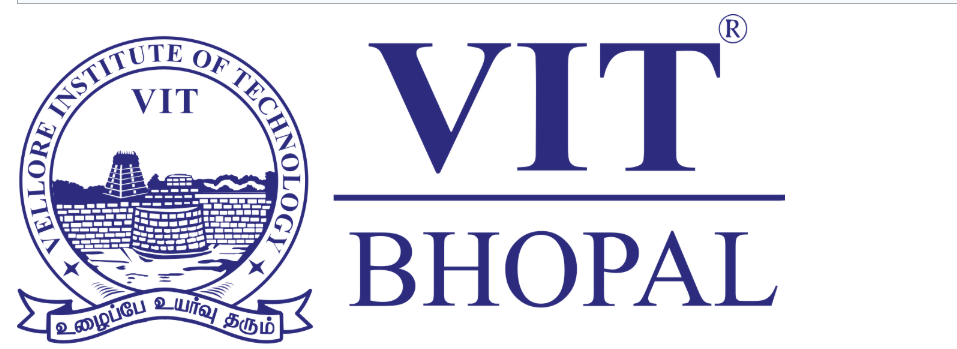 VELLORE INSTITUTE OF TECHNOLOGY
VIT
உழைப்பே உயர்வு தரும்
VIT®
BHOPAL